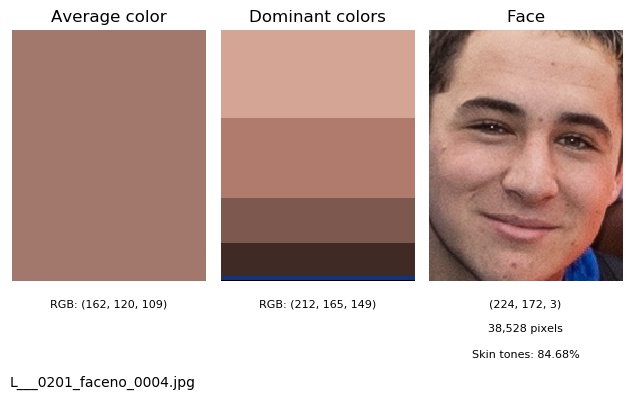 Average color
Dominant colors
Face
RGB: (162, 120, 109)
RGB: (212, 165, 149)
(224, 172, 3)
38,528 pixels
Skin tones: 84.68%
L___0201_faceno_0004.jpg